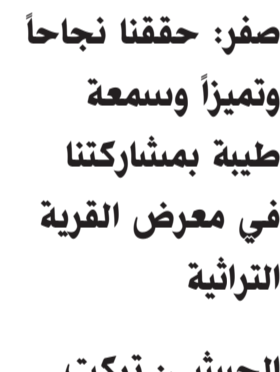 صفر: حققنا نجاحاً
وتميزاً وسمعة
طيبة بمشاركتنا
في معرض القرية
التراثية